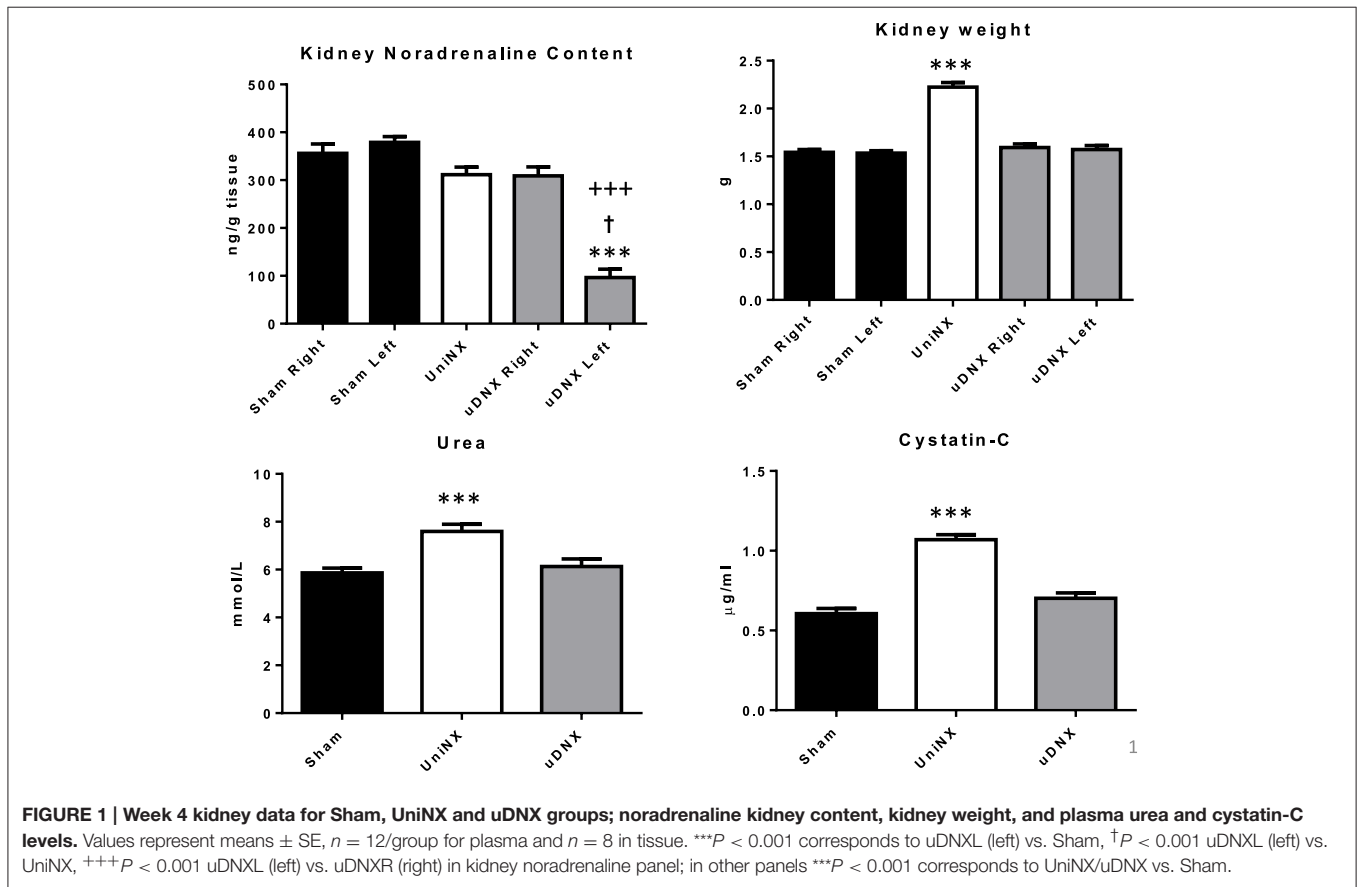 Kidney Noradrenaline Content
ng/g tissue
500
400
300
200
100
0
+++
†
***
Sham Right
Sham Left
UniNX
uDNX Right
uDNX Left
Kidney weight
g
2.5
2.0
1.5
1.0
0.5
0.0
***
Sham Right
Sham Left
UniNX
uDNX Right
uDNX Left
Urea
mmol/L
10
8
6
4
2
0
***
Sham
UniNX
uDNX
Cystatin-C
µg/ml
1.5
1.0
0.5
0.0
***
Sham
UniNX
uDNX
1
FIGURE 1 | Week 4 kidney data for Sham, UniNX and uDNX groups; noradrenaline kidney content, kidney weight, and plasma urea and cystatin-C
levels. Values represent means ± SE, n = 12/group for plasma and n = 8 in tissue. ***P < 0.001 corresponds to uDNXL (left) vs. Sham, †P < 0.001 uDNXL (left) vs.
UniNX, +++P < 0.001 uDNXL (left) vs. uDNXR (right) in kidney noradrenaline panel; in other panels ***P < 0.001 corresponds to UniNX/uDNX vs. Sham.